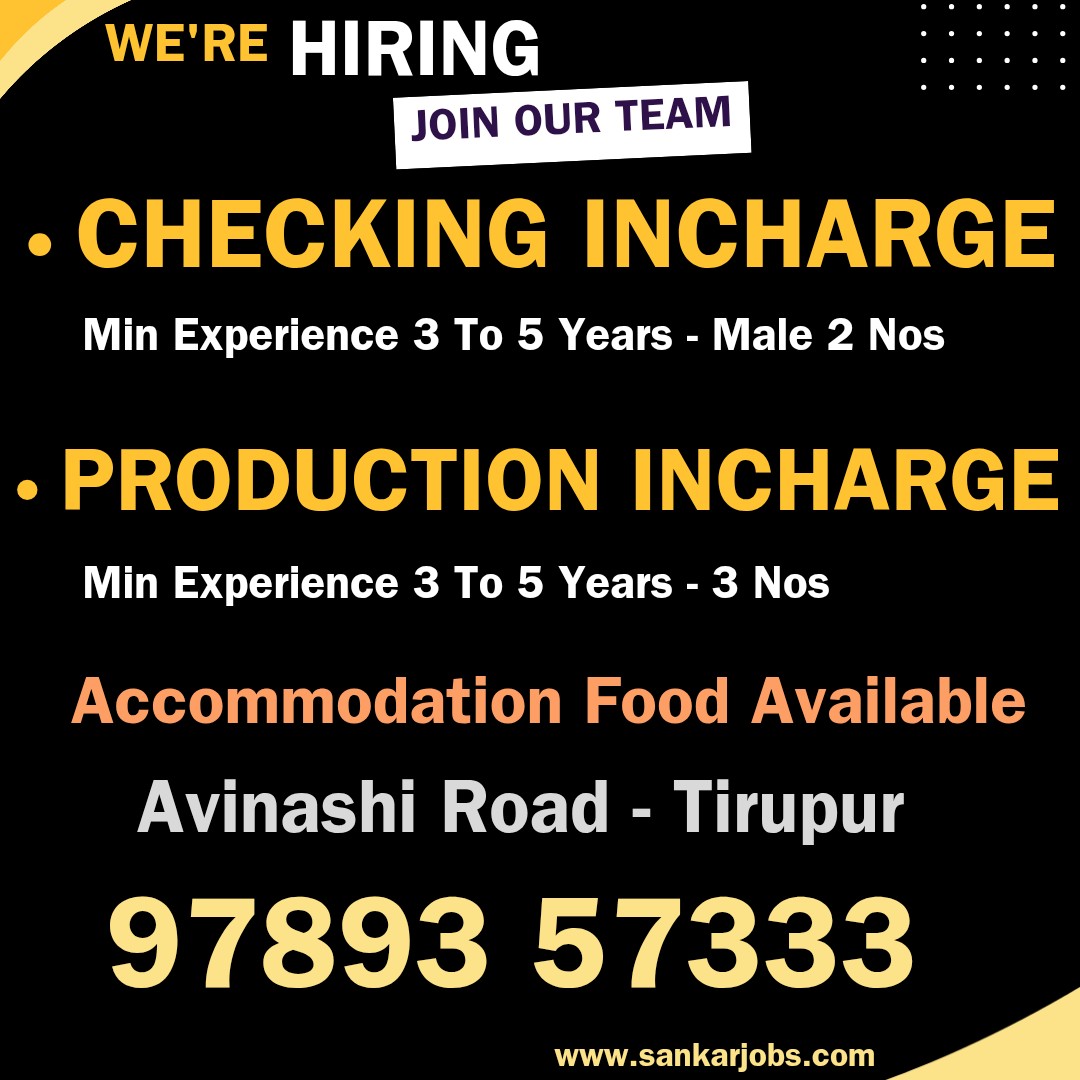 WE'RE HIRING
JOIN OUR TEAM
• CHECKING INCHARGE
Min Experience 3 To 5 Years - Male 2 Nos
• PRODUCTION INCHARGE
Min Experience 3 To 5 Years - 3 Nos
Accommodation Food Available
Avinashi Road - Tirupur
97893 57333
www.sankarjobs.com